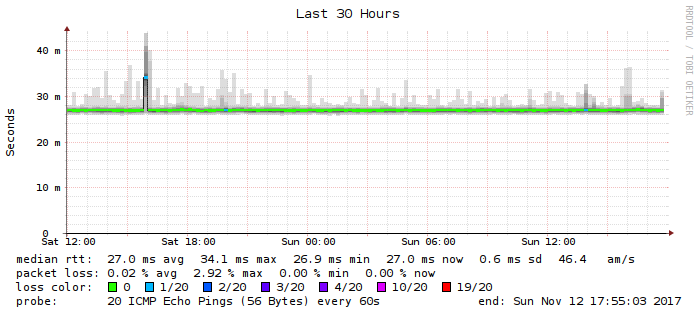 Last 30 Hours
RRDTOOL / TOBI OETIKER
Seconds
40 m
30 m
20 m
10 m
0
Sat 12:00 Sat 18:00 Sun 00:00 Sun 06:00 Sun 12:00
median rtt: 27.0 ms avg 34.1 ms max 26.9 ms min 27.0 ms now 0.6 ms sd 46.4 am/s
packet loss: 0.02 % avg 2.92 % max 0.00 % min 0.00 % now
loss color: 0 1/20 2/20 3/20 4/20 10/20 19/20
probe: 20 ICMP Echo Pings (56 Bytes) every 60s end: Sun Nov 12 17:55:03 2017